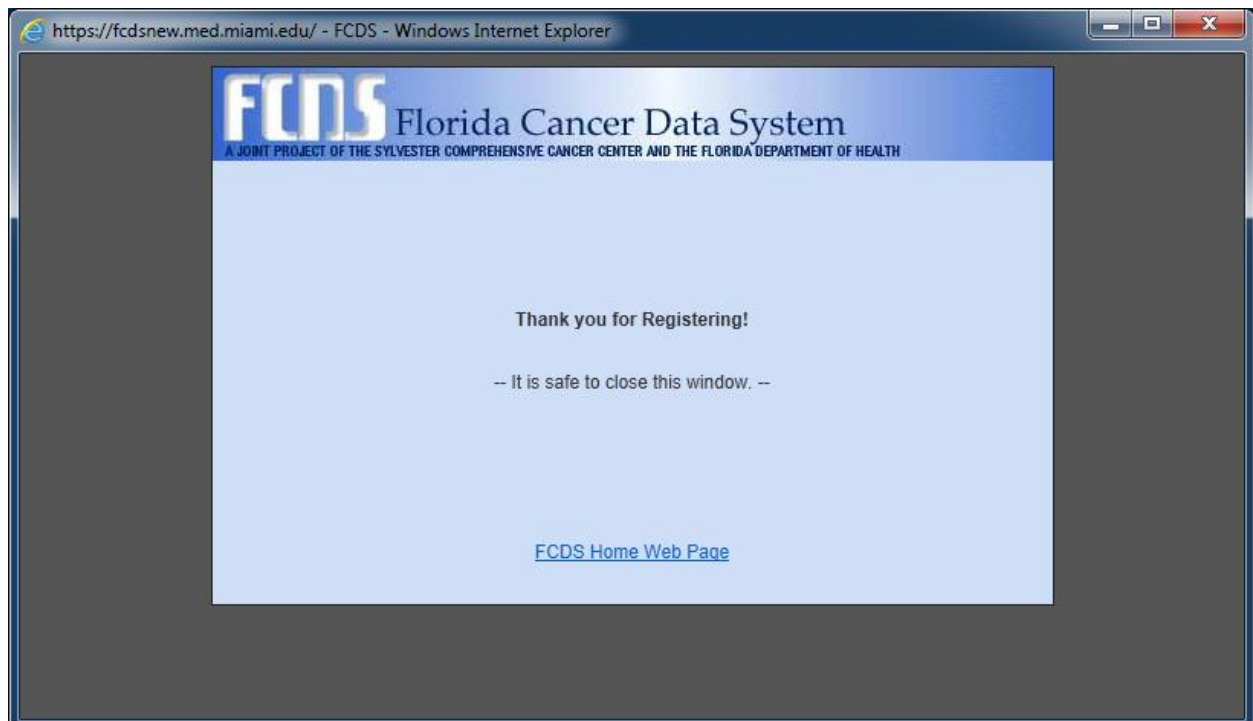 https://fcdsnew.med.miami.edu/ - FCDS - Windows Internet Explorer
FCDS Florida Cancer Data System
A JOINT PROJECT OF THE SYLVESTER COMPREHENSIVE CANCER CENTER AND THE FLORIDA DEPARTMENT OF HEALTH
Thank you for Registering!
-- It is safe to close this window. --
FCDS Home Web Page